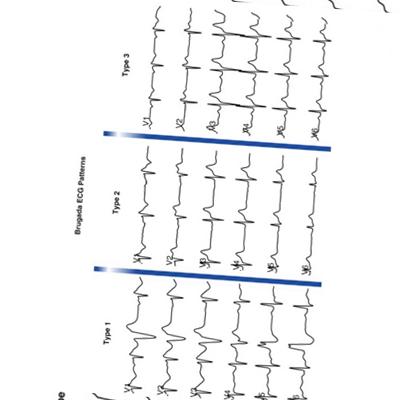 Brugada ECG Patterns
Type 1
V1
V2
V3
V4
V5
V6
Type 2
V1
V2
V3
V4
V5
V6
Type 3
V1
V2
V3
V4
V5
V6